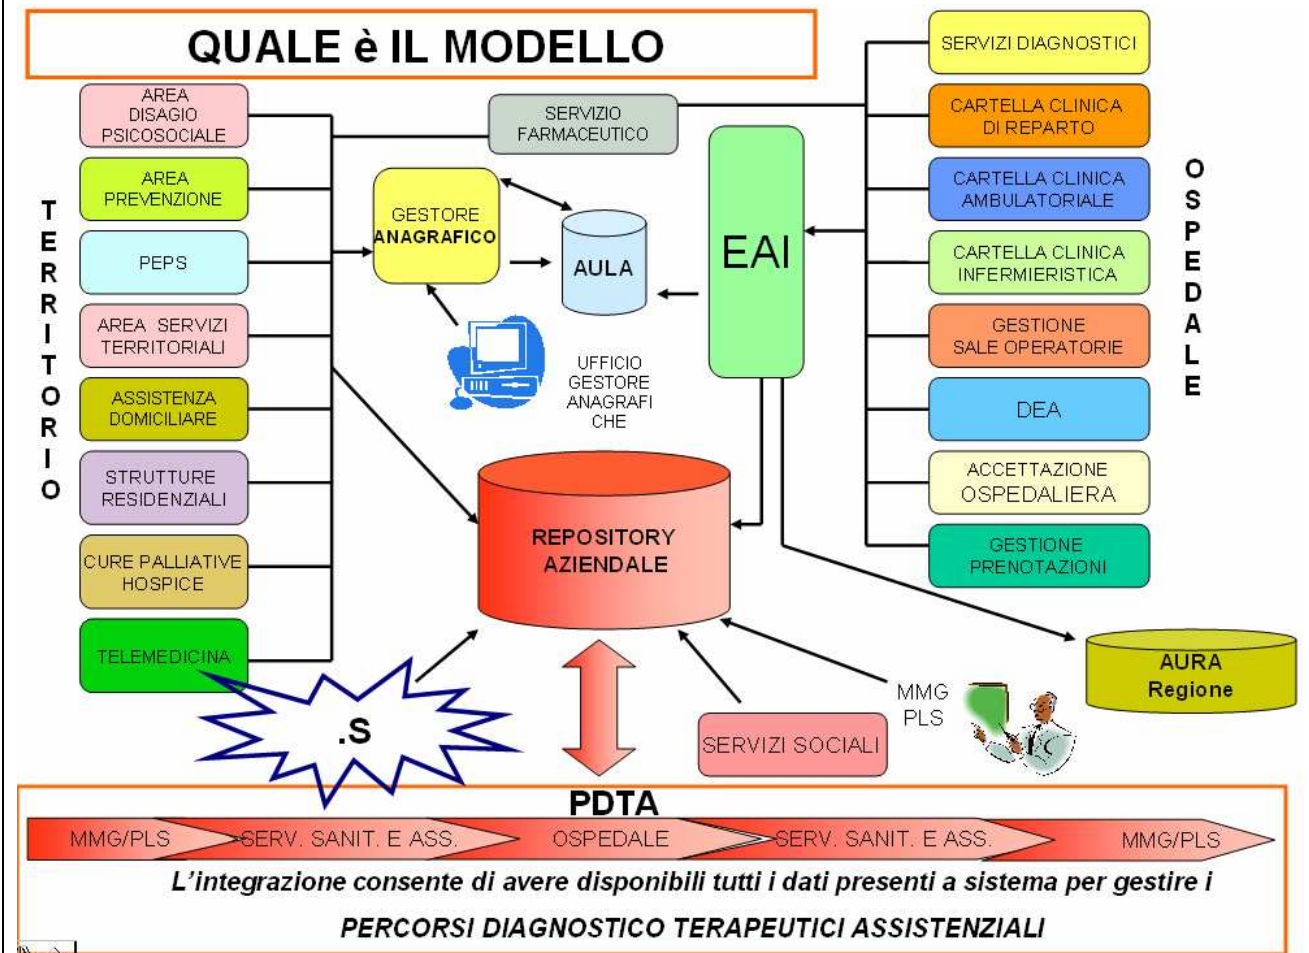 QUALE è IL MODELLO
TERRITORIO
AREA
DISAGIO
PSICOSOCIALE
AREA
PREVENZIONE
PEPS
AREA SERVIZI
TERRITORIALI
ASSISTENZA
DOMICILIARE
STRUTTURE
RESIDENZIALI
CURE PALLIATIVE
HOSPICE
TELEMEDICINA
SERVIZIO
FARMACEUTICO
GESTORE
ANAGRAFICO
AULA
EAI
UFFICIO
GESTORE
ANAGRAFI
CHE
REPOSITORY
AZIENDALE
SERVIZI DIAGNOSTICI
CARTELLA CLINICA
DI REPARTO
CARTELLA CLINICA
AMBULATORIALE
CARTELLA CLINICA
INFERMIERISTICA
GESTIONE
SALE OPERATORIE
DEA
ACCETTAZIONE
OSPEDALIERA
GESTIONE
PRENOTAZIONI
OSPEDALE
AURA
Regione
MMG
PLS
SERVIZI SOCIALI
.S
PDTA
MMG/PLS SERV. SANIT. E ASS. OSPEDALE SERV. SANIT. E ASS. MMG/PLS
L'integrazione consente di avere disponibili tutti i dati presenti a sistema per gestire i
PERCORSI DIAGNOSTICO TERAPEUTICI ASSISTENZIALI